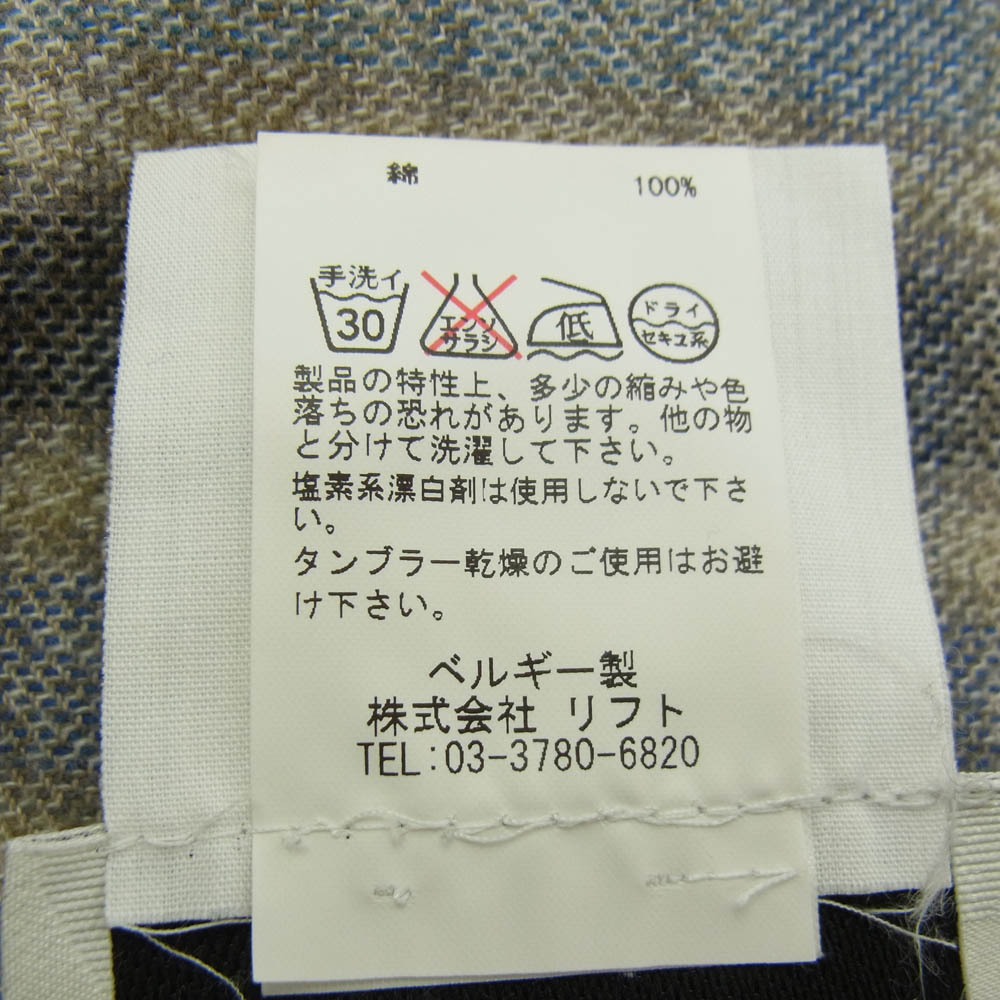 綿 100%
手洗イ
30
エンソ
サラシ
低
ドライ
セキユ系
製品の特性上、多少の縮みや色
落ちの恐れがあります。他の物
と分けて洗濯して下さい。
塩素系漂白剤は使用しないで下さ
い。
タンブラー乾燥のご使用はお避
け下さい。
ベルギー製
株式会社 リフト
TEL:03-3780-6820